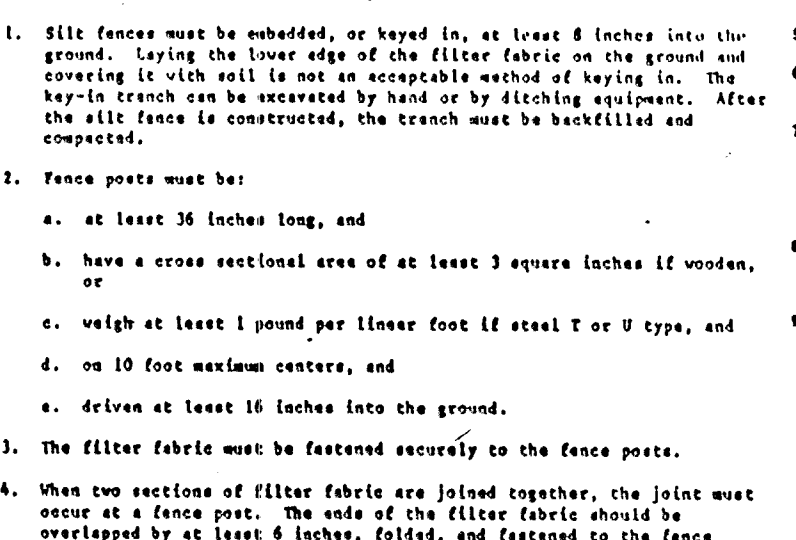 1. Silt fences must be embedded, or keyed in, at least 8 inches into the
ground. Laying the lower edge of the filter fabric on the ground and
covering it with soil is not an acceptable method of keying in. The
key-in trench can be excavated by hand or by ditching equipment. After
the silt fence is constructed, the trench must be backfilled and
compacted.
2. Fence posts must be:
a. at least 36 inches long, and
b. have a cross sectional area of at least 3 square inches if wooden,
or
c. weigh at least 1 pound per linear foot if steel T or U type, and
d. on 10 foot maximum centers, and
e. driven at least 16 inches into the ground.
3. The filter fabric must be fastened securely to the fence posts.
4. When two sections of filter fabric are joined together, the joint must
occur at a fence post. The ends of the filter fabric should be
overlapped by at least 6 inches, folded, and fastened to the fence